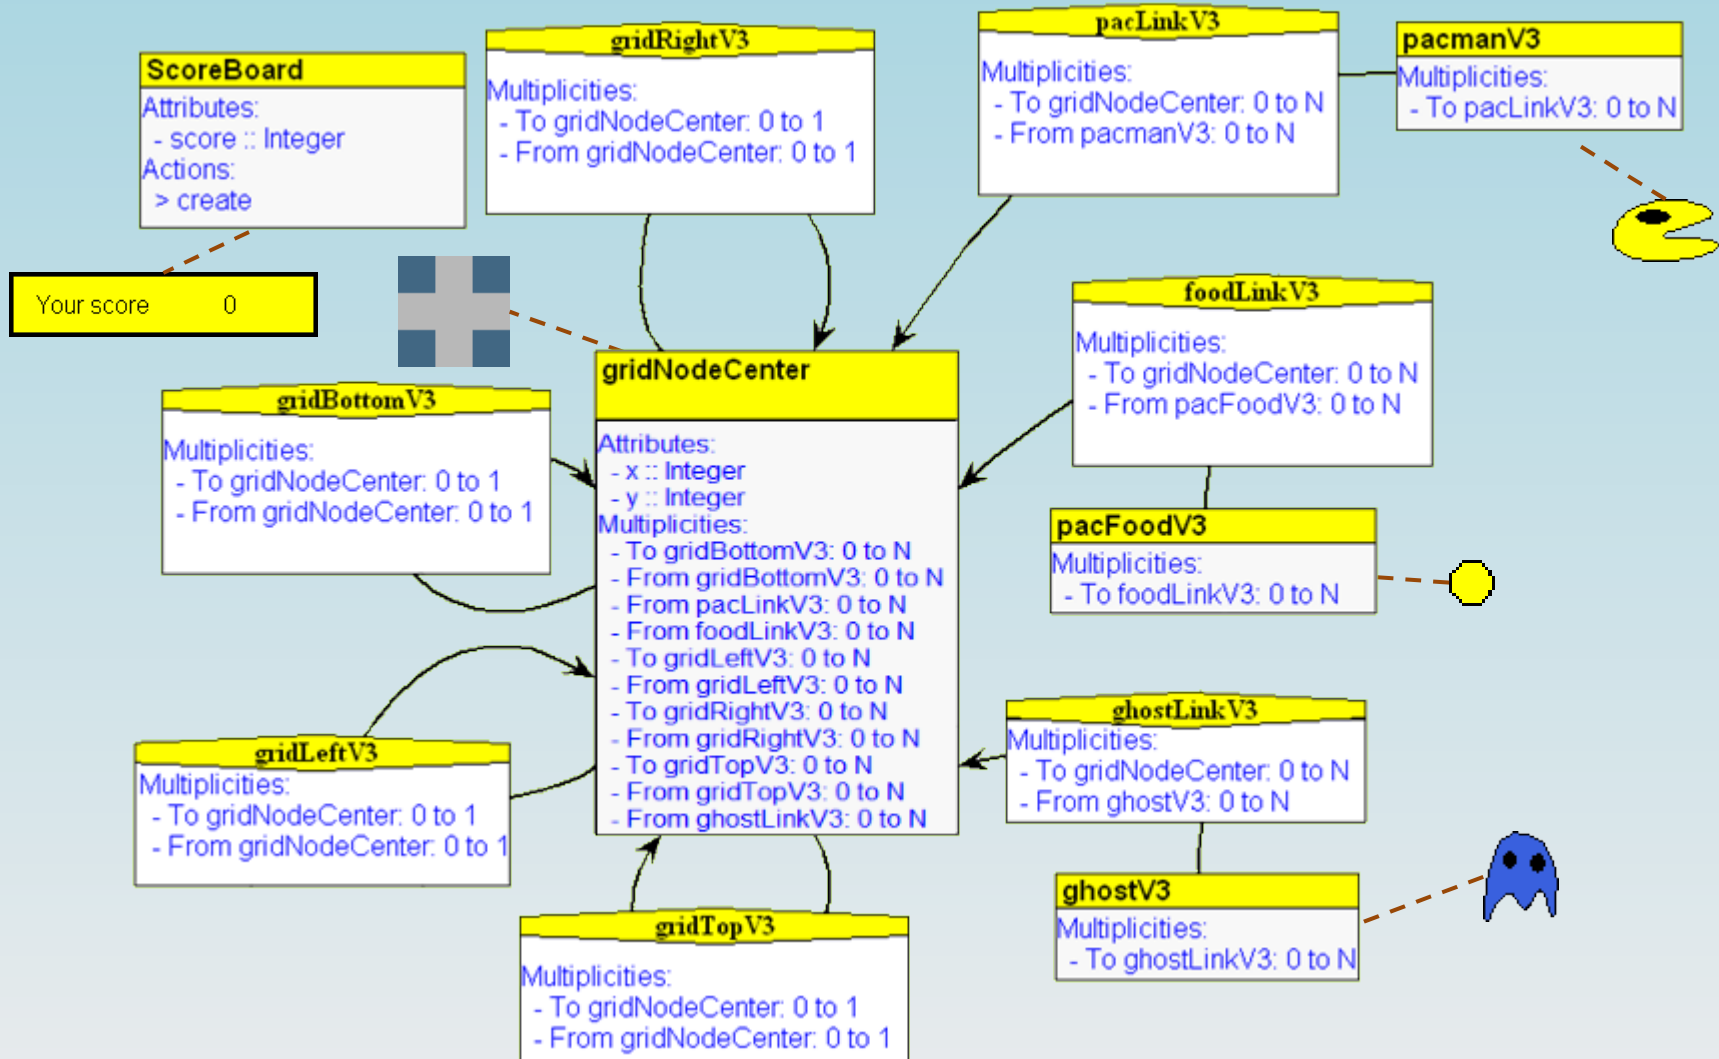 ScoreBoard
Attributes:
- score :: Integer
Actions:
> create
Your score 0
gridRightV3
Multiplicities:
- To gridNodeCenter: 0 to 1
- From gridNodeCenter: 0 to 1
pacLinkV3
Multiplicities:
- To gridNodeCenter: 0 to N
- From pacmanV3: 0 to N
pacmanV3
Multiplicities:
- To pacLinkV3: 0 to N
foodLinkV3
Multiplicities:
- To gridNodeCenter: 0 to N
- From pacFoodV3: 0 to N
gridBottomV3
Multiplicities:
- To gridNodeCenter: 0 to 1
- From gridNodeCenter: 0 to 1
gridNodeCenter
Attributes:
- x :: Integer
- y :: Integer
Multiplicities:
- To gridBottomV3: 0 to N
- From gridBottomV3: 0 to N
- From pacLinkV3: 0 to N
- From foodLinkV3: 0 to N
- To gridLeftV3: 0 to N
- From gridLeftV3: 0 to N
- To gridRightV3: 0 to N
- From gridRightV3: 0 to N
- To gridTopV3: 0 to N
- From gridTopV3: 0 to N
- From ghostLinkV3: 0 to N
pacFoodV3
Multiplicities:
- To foodLinkV3: 0 to N
gridLeftV3
Multiplicities:
- To gridNodeCenter: 0 to 1
- From gridNodeCenter: 0 to 1
ghostLinkV3
Multiplicities:
- To gridNodeCenter: 0 to N
- From ghostV3: 0 to N
ghostV3
Multiplicities:
- To ghostLinkV3: 0 to N
gridTopV3
Multiplicities:
- To gridNodeCenter: 0 to 1
- From gridNodeCenter: 0 to 1